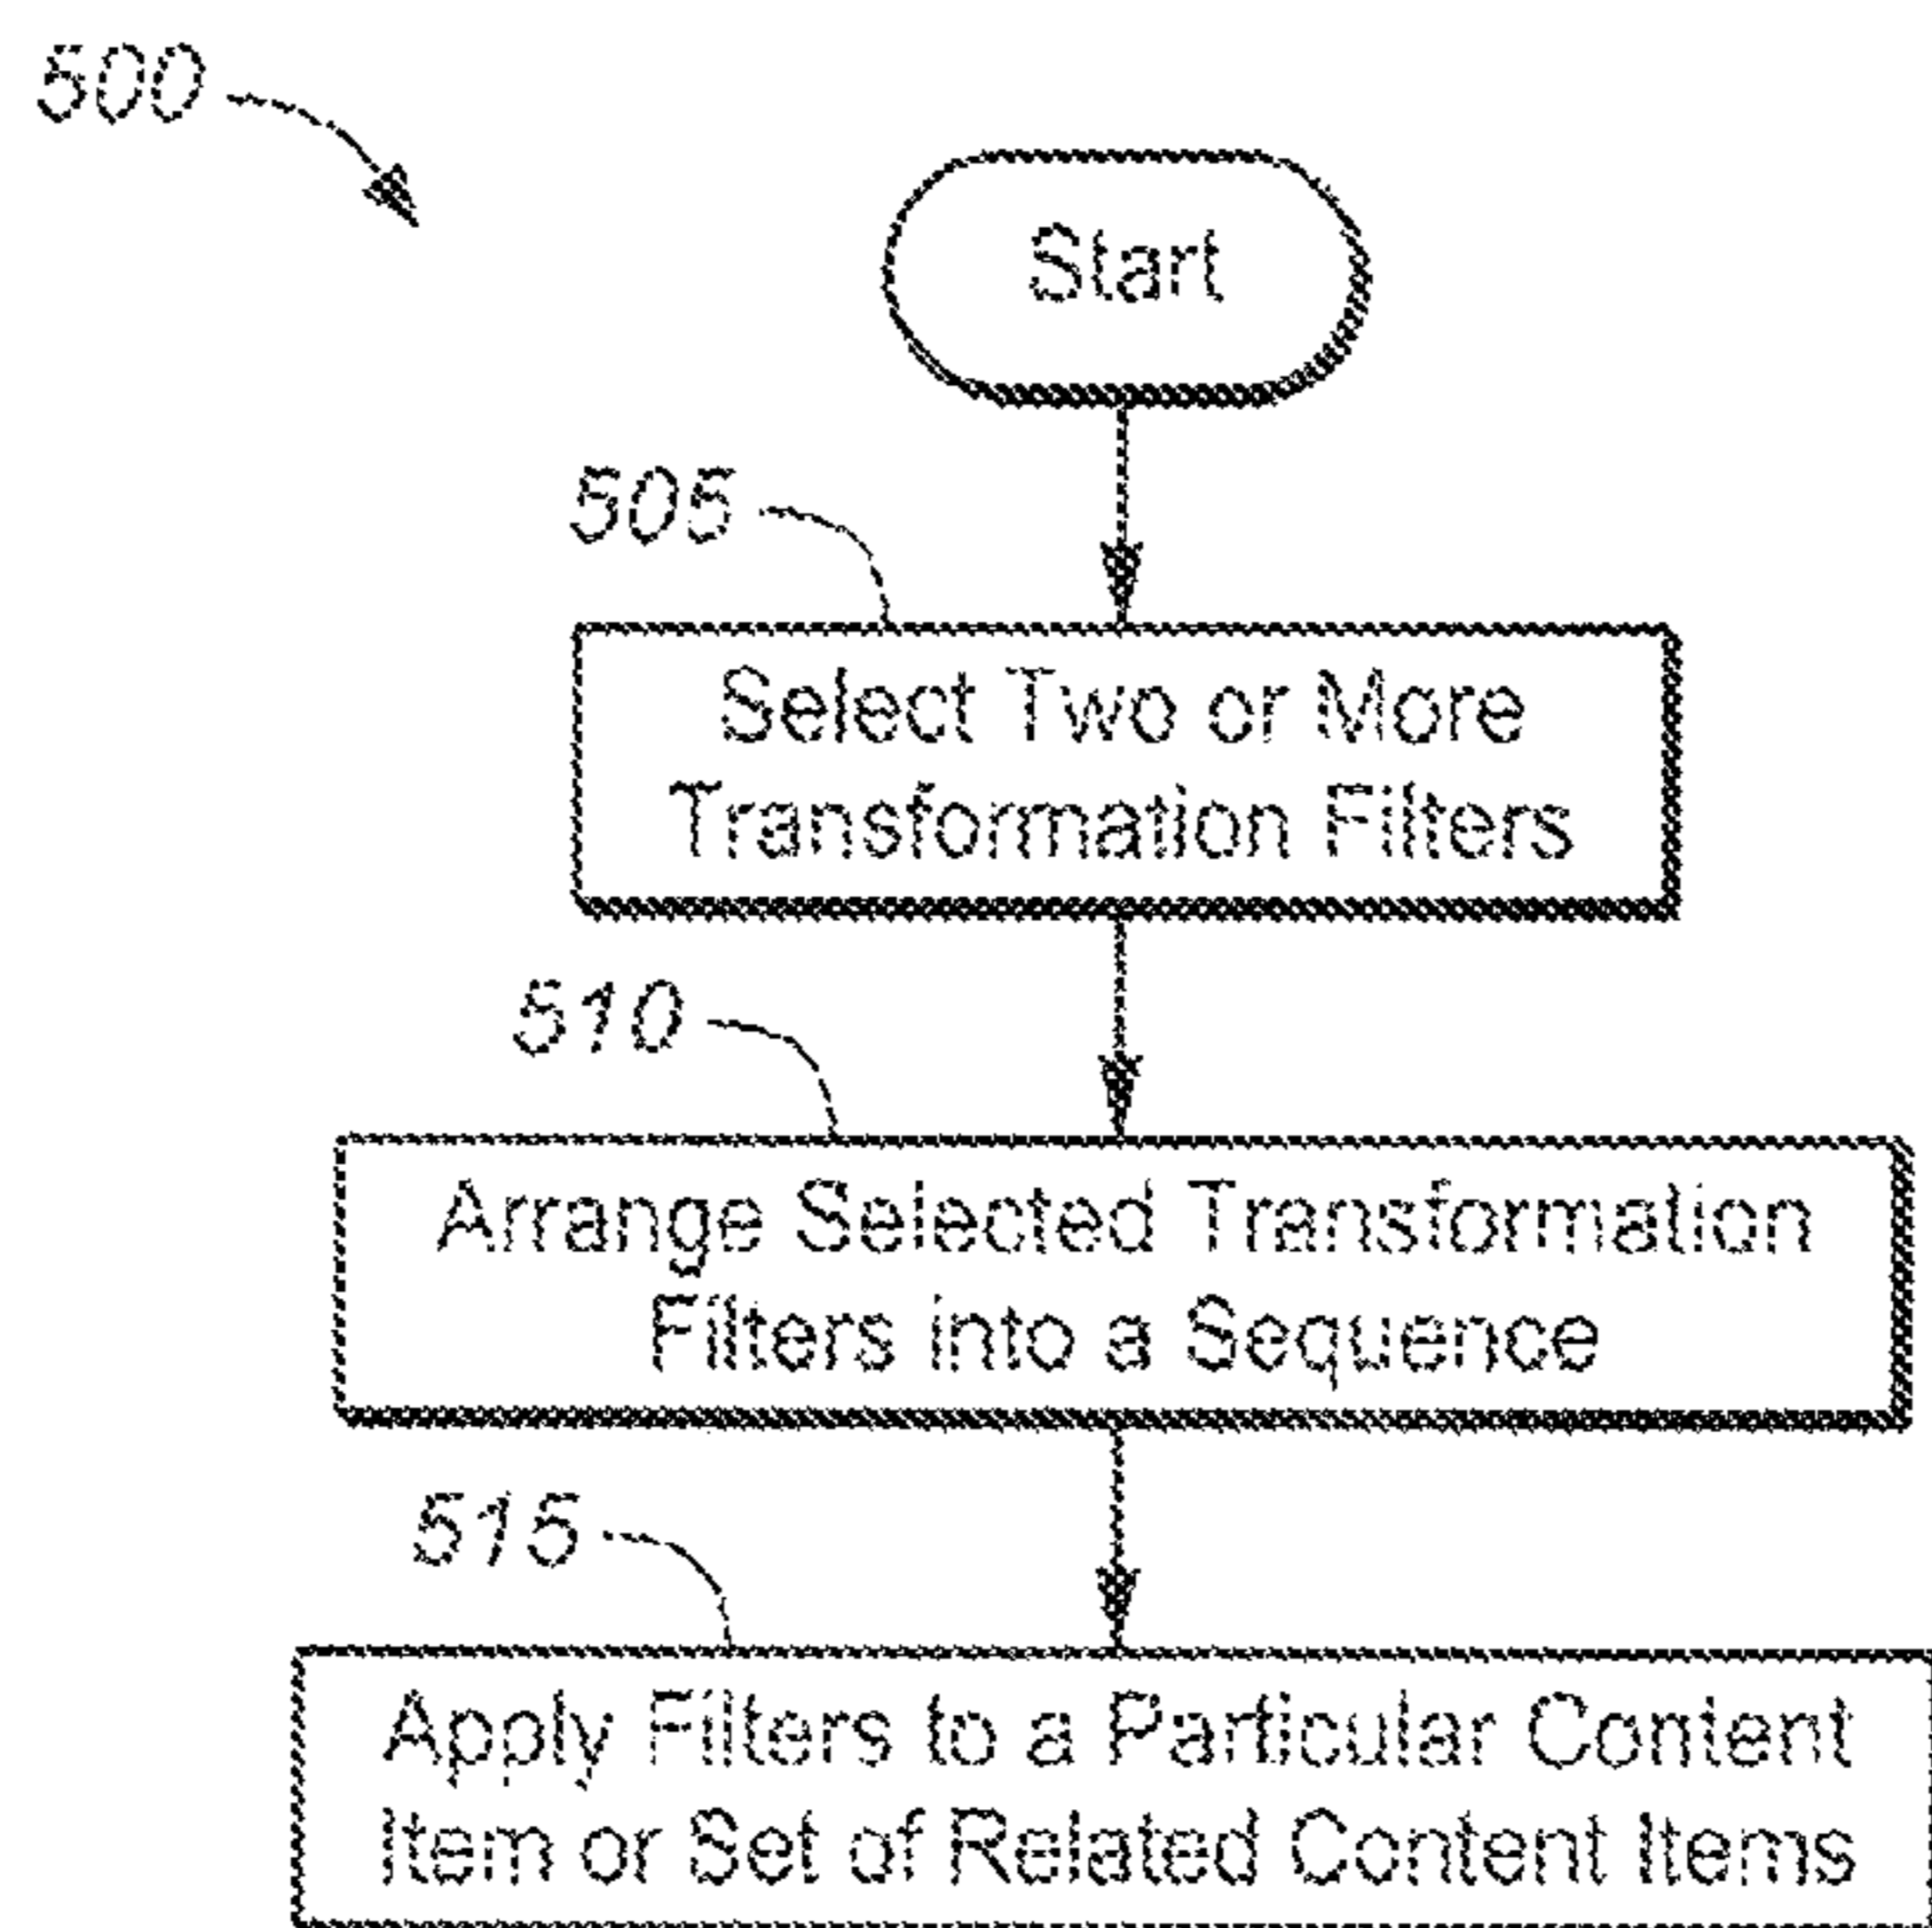 500
Start
505
Select Two or More
Transformation Filters
510
Arrange Selected Transformation
Filters into a Sequence
515
Apply Filters to a Particular Content
Item or Set of Related Content Items